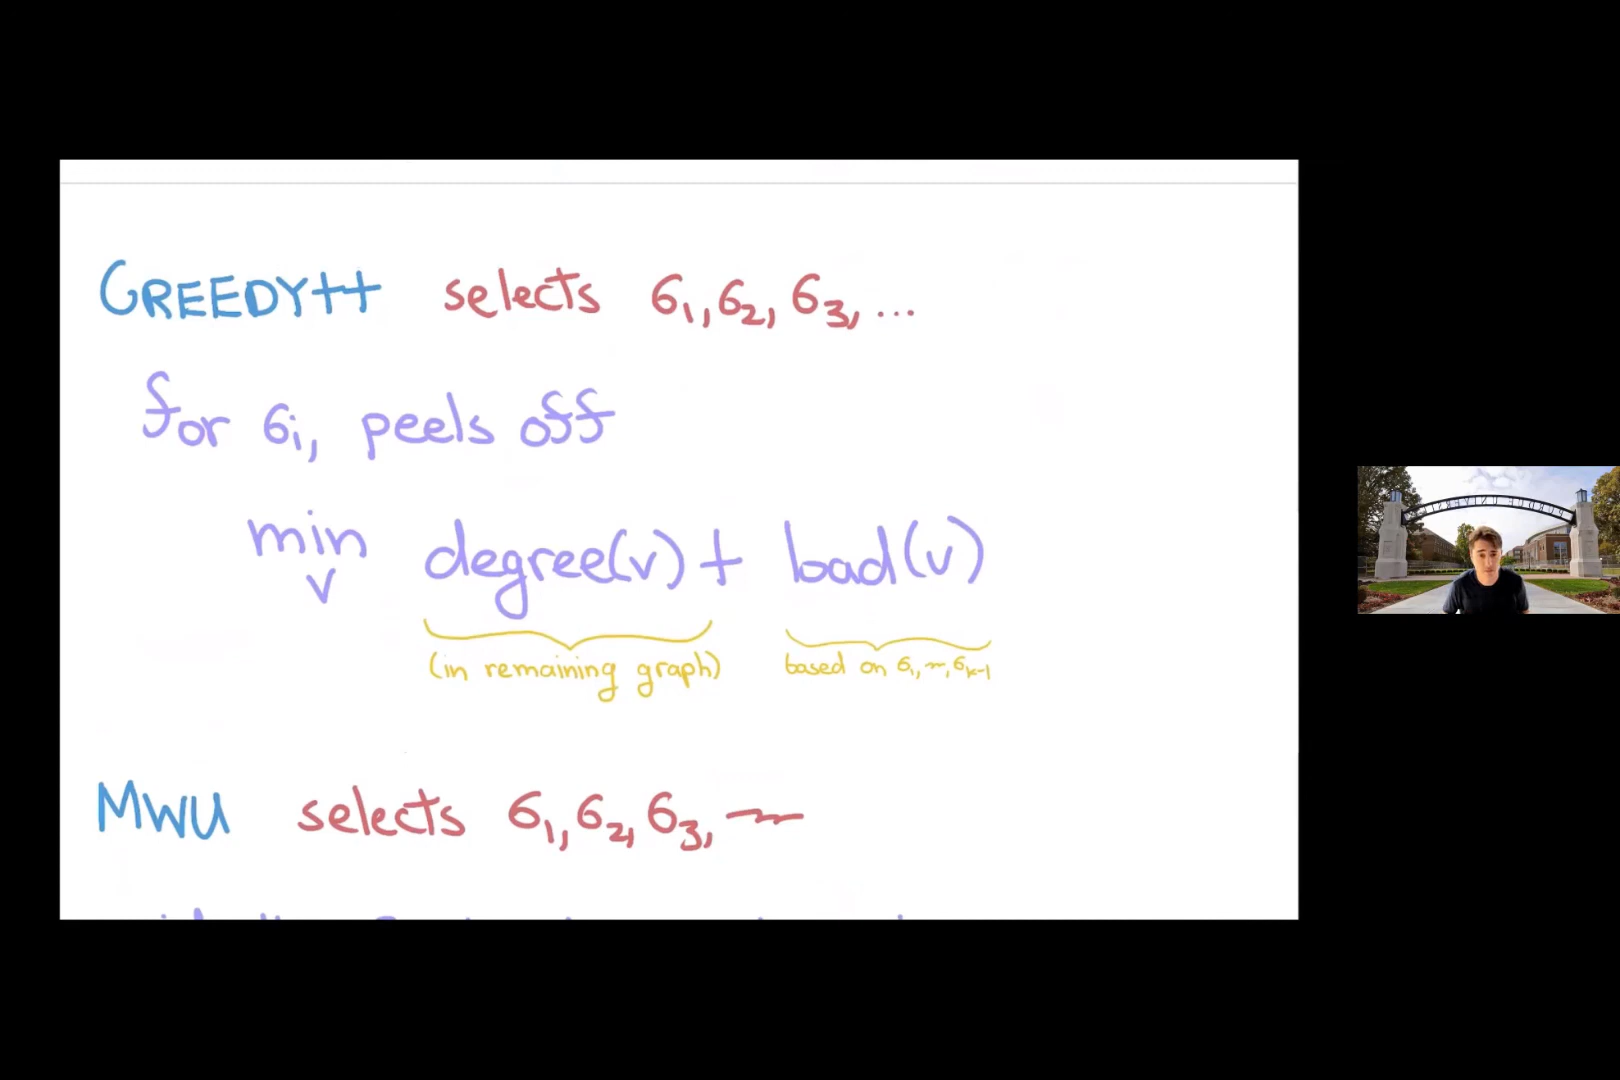 GREEDY++ selects σ₁, σ₂, σ₃, ...
for σᵢ, peels off
min degree(v) + load(v)
v
(in remaining graph) based on σ₁, ~, σₖ₋₁
MWU selects σ₁, σ₂, σ₃, ~